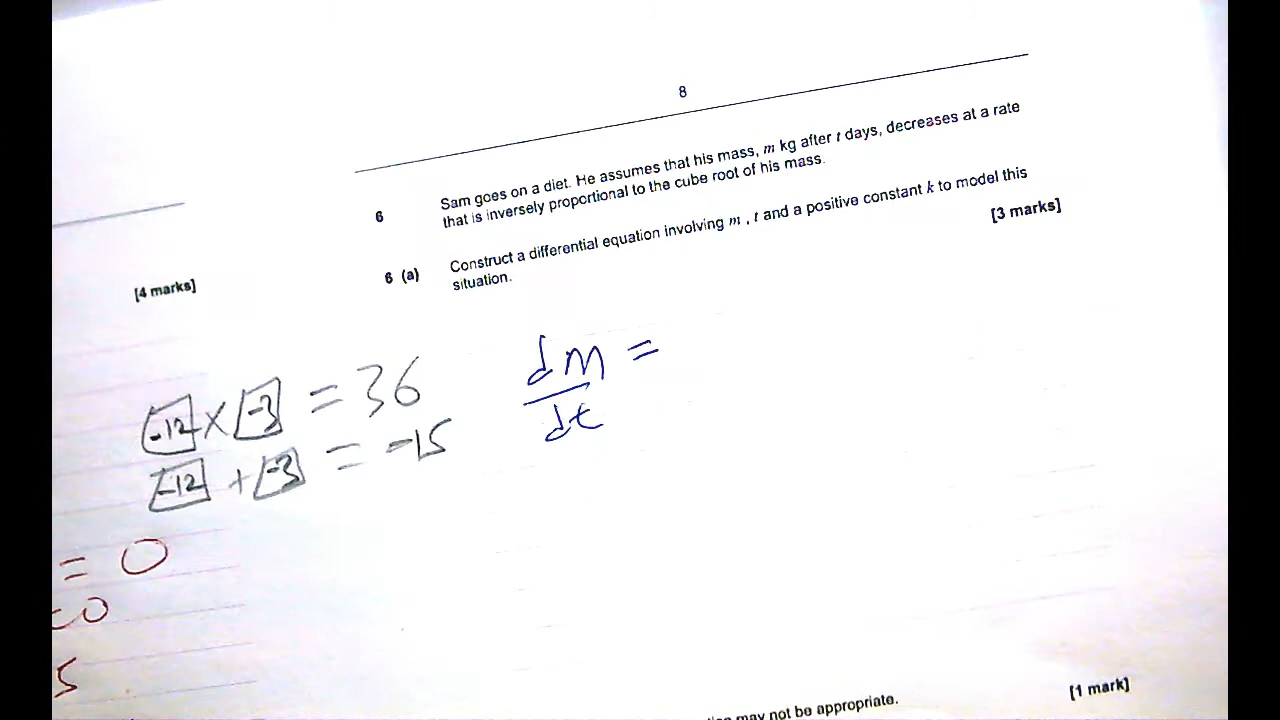 8
6 Sam goes on a diet. He assumes that his mass, m kg after t days, decreases at a rate
that is inversely proportional to the cube root of his mass.
6 (a) Construct a differential equation involving m , t and a positive constant k to model this
situation.
[3 marks]
[4 marks]
dm =
dt
-12 × -3 = 36
-12 + -3 = -15
= 0
=0
5
may not be appropriate.
[1 mark]